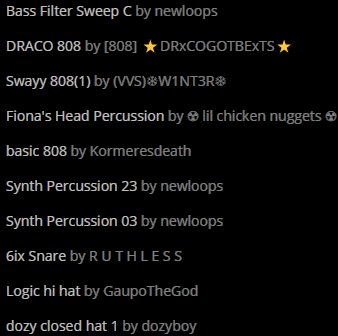 Bass Filter Sweep C by newloops
DRACO 808 by [808] ⭐DRxCOGOTBExTS⭐
Swayy 808(1) by (VVS)❄W1NT3R❄
Fiona's Head Percussion by ☢ lil chicken nuggets ☢
basic 808 by Kormeresdeath
Synth Percussion 23 by newloops
Synth Percussion 03 by newloops
6ix Snare by R U T H L E S S
Logic hi hat by GaupoTheGod
dozy closed hat 1 by dozyboy